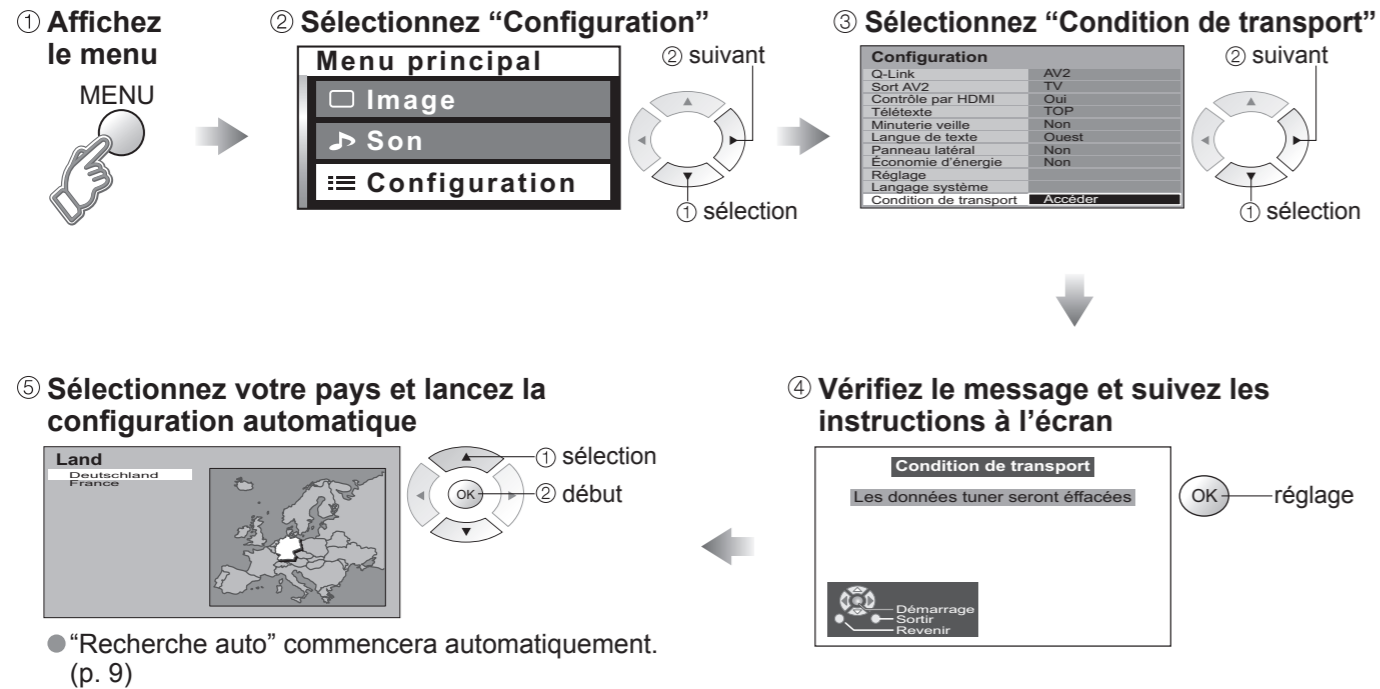 ① Affichez
le menu
MENU
② Sélectionnez “Configuration”
Menu principal
Image
Son
Configuration
② suivant
① sélection
③ Sélectionnez “Condition de transport”
Configuration
Q-Link AV2
Sort AV2 TV
Contrôle par HDMI Oui
Télétexte TOP
Minuterie veille Non
Langue de texte Ouest
Panneau latéral Non
Économie d’énergie Non
Réglage
Langage système
Condition de transport Accéder
② suivant
① sélection
④ Vérifiez le message et suivez les
instructions à l’écran
Condition de transport
Les données tuner seront éffacées
Démarrage
Sortir
Revenir
OK réglage
⑤ Sélectionnez votre pays et lancez la
configuration automatique
Land
Deutschland
France
① sélection
OK ② début
● “Recherche auto” commencera automatiquement.
(p. 9)